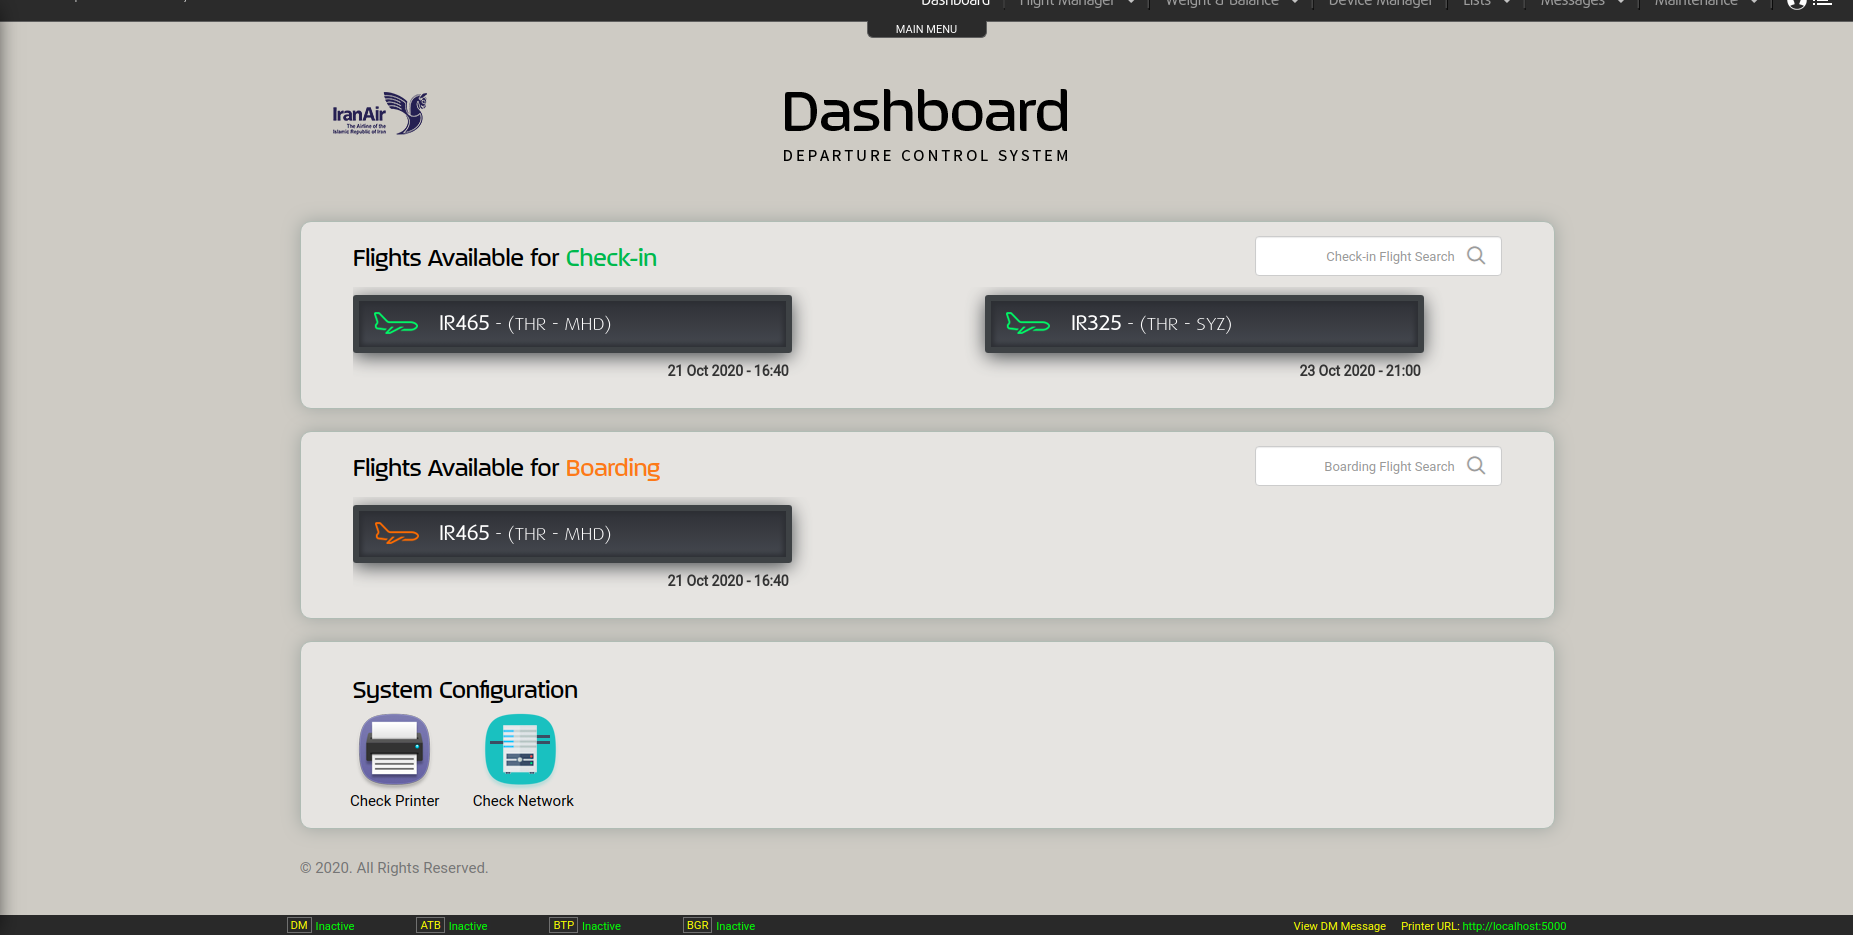 Dashboard Flight Manager Weight & Balance Device Manager Lists Messages Maintenance
MAIN MENU
IranAir
The Airline of the
Islamic Republic of Iran
Dashboard
DEPARTURE CONTROL SYSTEM
Flights Available for Check-in
Check-in Flight Search
IR465 - (THR - MHD)
IR325 - (THR - SYZ)
21 Oct 2020 - 16:40
23 Oct 2020 - 21:00
Flights Available for Boarding
Boarding Flight Search
IR465 - (THR - MHD)
21 Oct 2020 - 16:40
System Configuration
Check Printer
Check Network
© 2020. All Rights Reserved.
DM Inactive ATB Inactive BTP Inactive BGR Inactive View DM Message Printer URL: http://localhost:5000